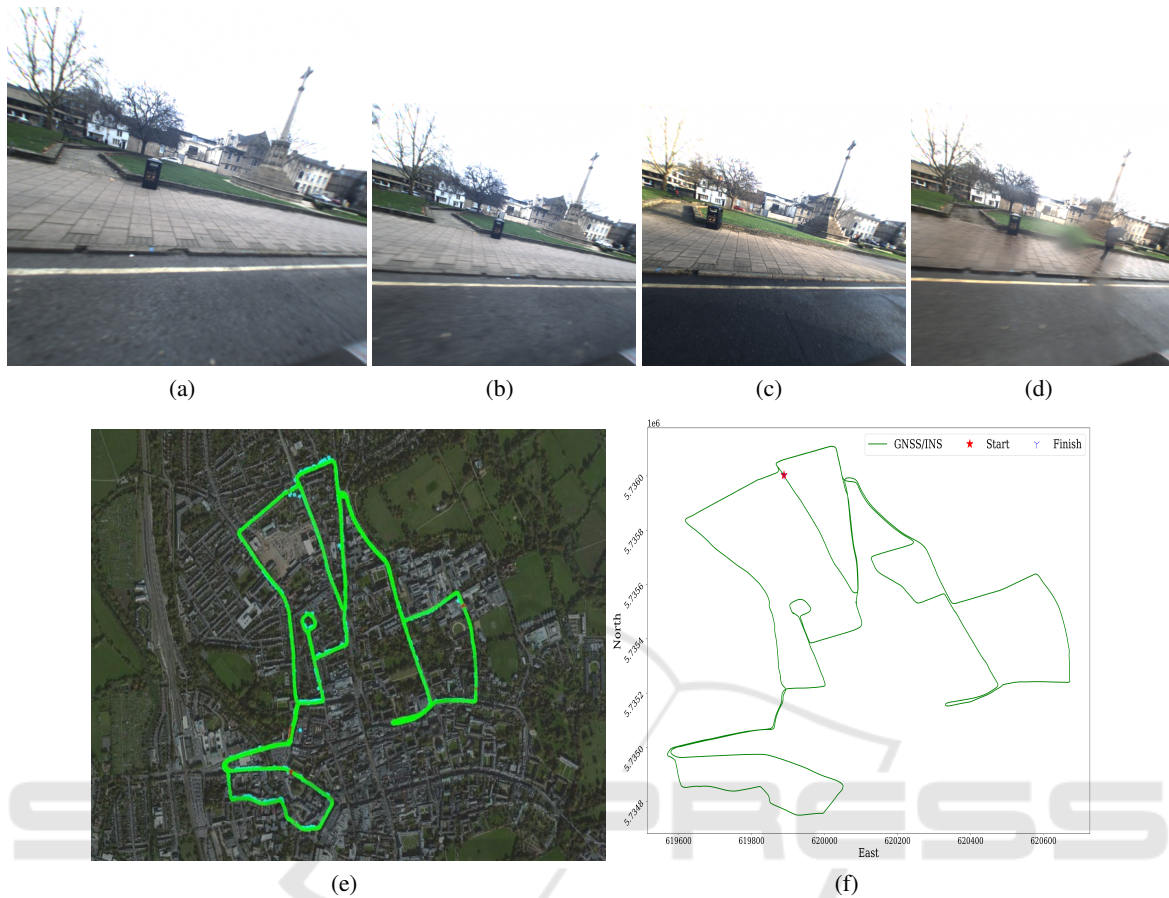 (a)
(b)
(c)
(d)
1e6
GNSS/INS Start Finish
5.7360
5.7358
5.7356
5.7354
5.7352
5.7350
5.7348
North
619600 619800 620000 620200 620400 620600
East
(e)
(f)